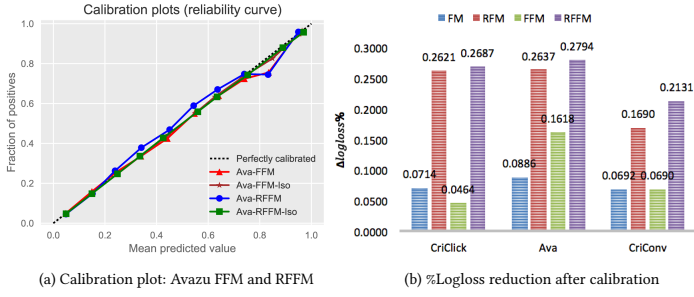 Calibration plots (reliability curve)
1.0
0.8
0.6
0.4
0.2
0.0
Fraction of positives
Perfectly calibrated
Ava-FFM
Ava-FFM-Iso
Ava-RFFM
Ava-RFFM-Iso
0.0 0.2 0.4 0.6 0.8 1.0
Mean predicted value
(a) Calibration plot: Avazu FFM and RFFM
FM RFM FFM RFFM
Δlogloss%
0.3000
0.2500
0.2000
0.1500
0.1000
0.0500
0.0000
0.0714 0.2621 0.0464 0.2687
0.0886 0.2637 0.1618 0.2794
0.0692 0.1690 0.0690 0.2131
CriClick Ava CriConv
(b) %Logloss reduction after calibration